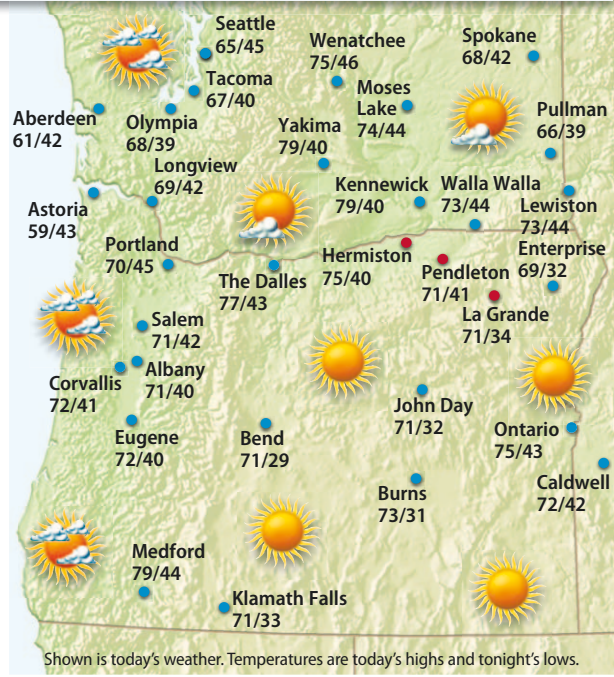 Seattle
65/45
Wenatchee
75/46
Spokane
68/42
Tacoma
67/40
Moses
Lake
74/44
Aberdeen
61/42
Olympia
68/39
Yakima
79/40
Pullman
66/39
Longview
69/42
Kennewick
79/40
Walla Walla
73/44
Lewiston
73/44
Astoria
59/43
Portland
70/45
The Dalles
77/43
Hermiston
75/40
Pendleton
71/41
Enterprise
69/32
La Grande
71/34
Salem
71/42
Albany
71/40
Corvallis
72/41
John Day
71/32
Eugene
72/40
Bend
71/29
Ontario
75/43
Caldwell
72/42
Burns
73/31
Medford
79/44
Klamath Falls
71/33
Shown is today's weather. Temperatures are today's highs and tonight's lows.